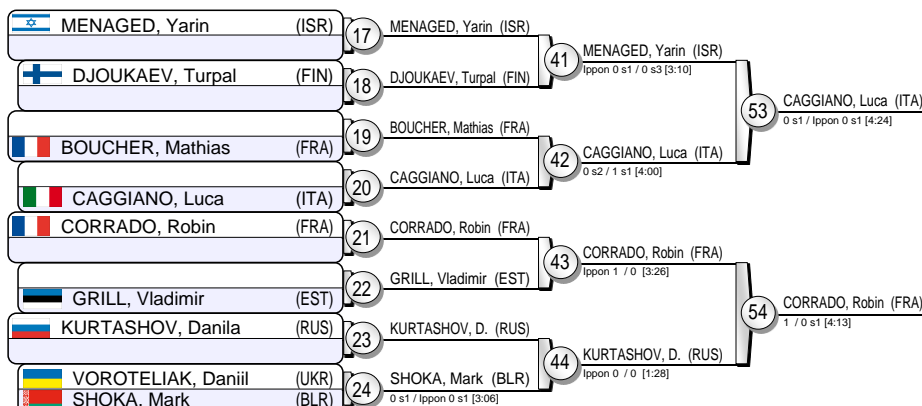 MENAGED, Yarin (ISR)
DJOUKAEV, Turpal (FIN)
BOUCHER, Mathias (FRA)
CAGGIANO, Luca (ITA)
CORRADO, Robin (FRA)
GRILL, Vladimir (EST)
KURTASHOV, Danila (RUS)
VOROTELIAK, Daniil (UKR)
SHOKA, Mark (BLR)
17
18
19
20
21
22
23
24
MENAGED, Yarin (ISR)
DJOUKAEV, Turpal (FIN)
BOUCHER, Mathias (FRA)
CAGGIANO, Luca (ITA)
CORRADO, Robin (FRA)
GRILL, Vladimir (EST)
KURTASHOV, D. (RUS)
SHOKA, Mark (BLR)
0 s1 / Ippon 0 s1 [3:06]
41
42
43
44
MENAGED, Yarin (ISR)
Ippon 0 s1 / 0 s3 [3:10]
CAGGIANO, Luca (ITA)
0 s2 / 1 s1 [4:00]
CORRADO, Robin (FRA)
Ippon 1 / 0 [3:26]
KURTASHOV, D. (RUS)
Ippon 0 / 0 [1:28]
53
54
CAGGIANO, Luca (ITA)
0 s1 / Ippon 0 s1 [4:24]
CORRADO, Robin (FRA)
1 / 0 s1 [4:13]